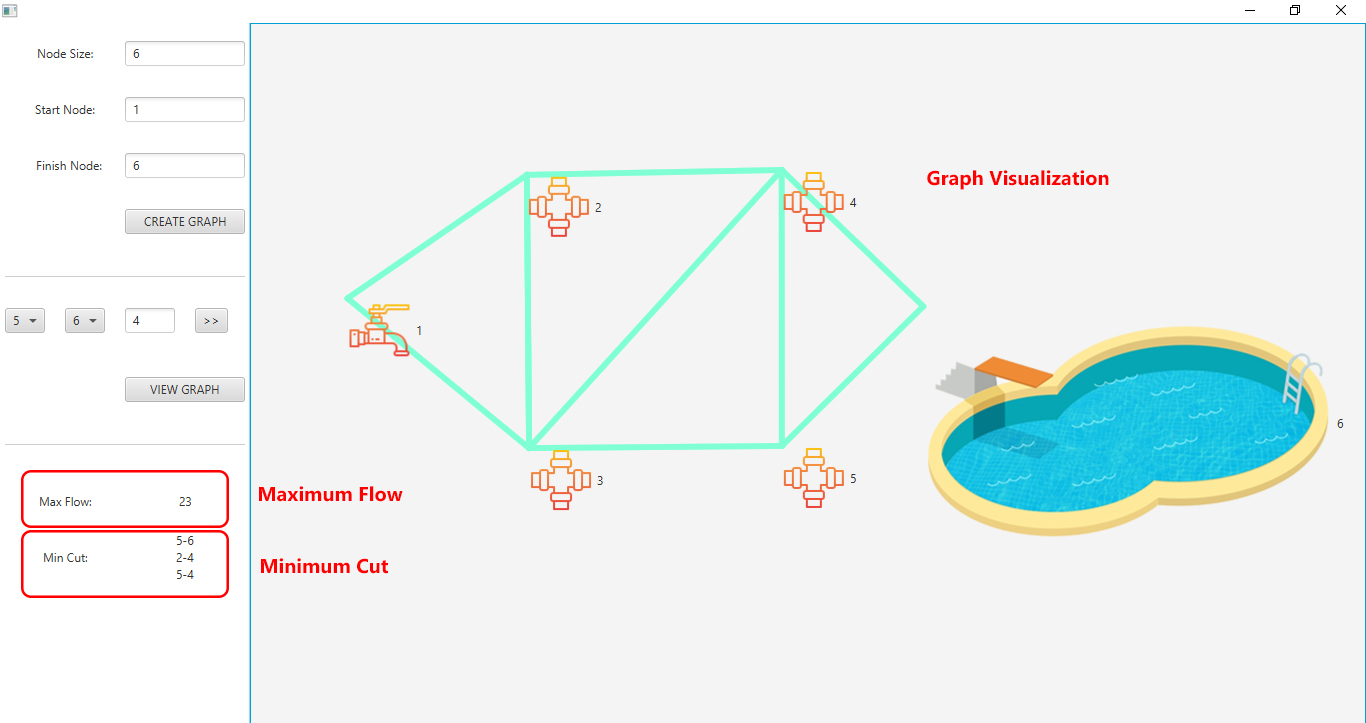 Node Size: 6
Start Node: 1
Finish Node: 6
CREATE GRAPH
5 6 4 >>
VIEW GRAPH
Max Flow: 23
Min Cut: 5-6
2-4
5-4
Maximum Flow
Minimum Cut
Graph Visualization
1
2
3
4
5
6